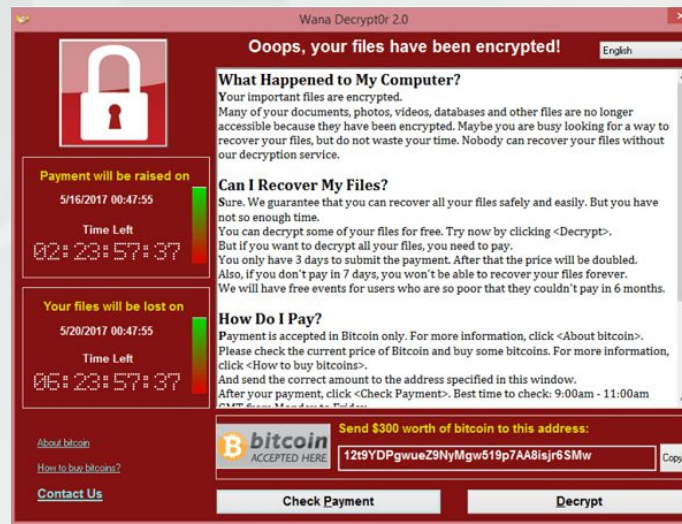 Wana Decrypt0r 2.0
Ooops, your files have been encrypted!
English
What Happened to My Computer?
Your important files are encrypted.
Many of your documents, photos, videos, databases and other files are no longer
accessible because they have been encrypted. Maybe you are busy looking for a way to
recover your files, but do not waste your time. Nobody can recover your files without
our decryption service.
Can I Recover My Files?
Sure. We guarantee that you can recover all your files safely and easily. But you have
not so enough time.
You can decrypt some of your files for free. Try now by clicking <Decrypt>.
But if you want to decrypt all your files, you need to pay.
You only have 3 days to submit the payment. After that the price will be doubled.
Also, if you don't pay in 7 days, you won't be able to recover your files forever.
We will have free events for users who are so poor that they couldn't pay in 6 months.
How Do I Pay?
Payment is accepted in Bitcoin only. For more information, click <About bitcoin>.
Please check the current price of Bitcoin and buy some bitcoins. For more information,
click <How to buy bitcoins>.
And send the correct amount to the address specified in this window.
After your payment, click <Check Payment>. Best time to check: 9:00am - 11:00am
GMT from Monday to Friday.
Payment will be raised on
5/16/2017 00:47:55
Time Left
02:23:57:37
Your files will be lost on
5/20/2017 00:47:55
Time Left
06:23:57:37
About bitcoin
How to buy bitcoins?
Contact Us
bitcoin
ACCEPTED HERE
Send $300 worth of bitcoin to this address:
12t9YDPgwueZ9NyMgw519p7AA8isjr6SMw
Copy
Check Payment
Decrypt